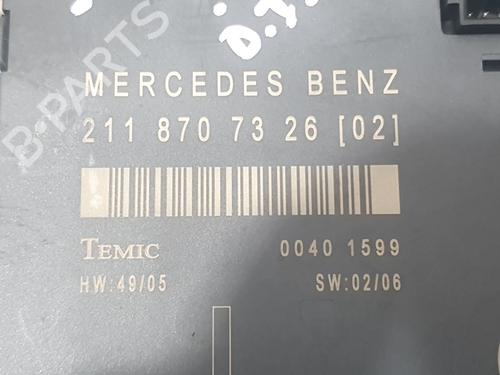 B-PARTS
MERCEDES BENZ
211 870 73 26 [02]
TEMIC 0040 1599
HW:49/05 SW:02/06